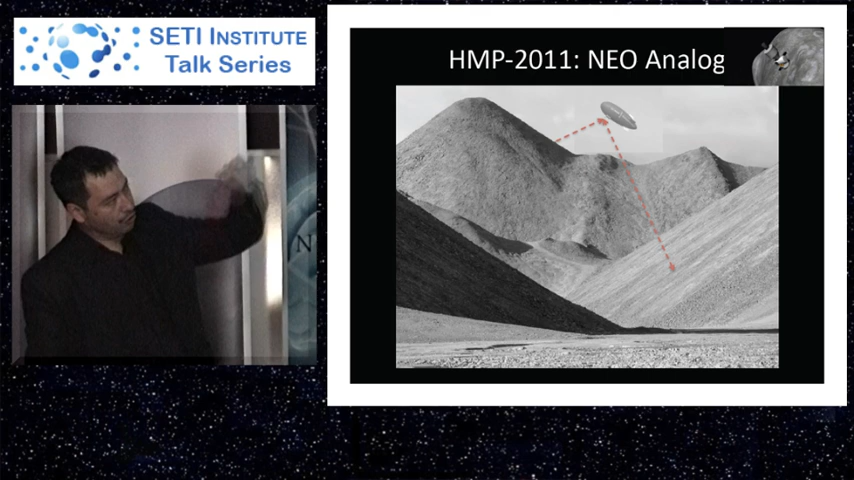 SETI INSTITUTE
Talk Series
HMP-2011: NEO Analog
N